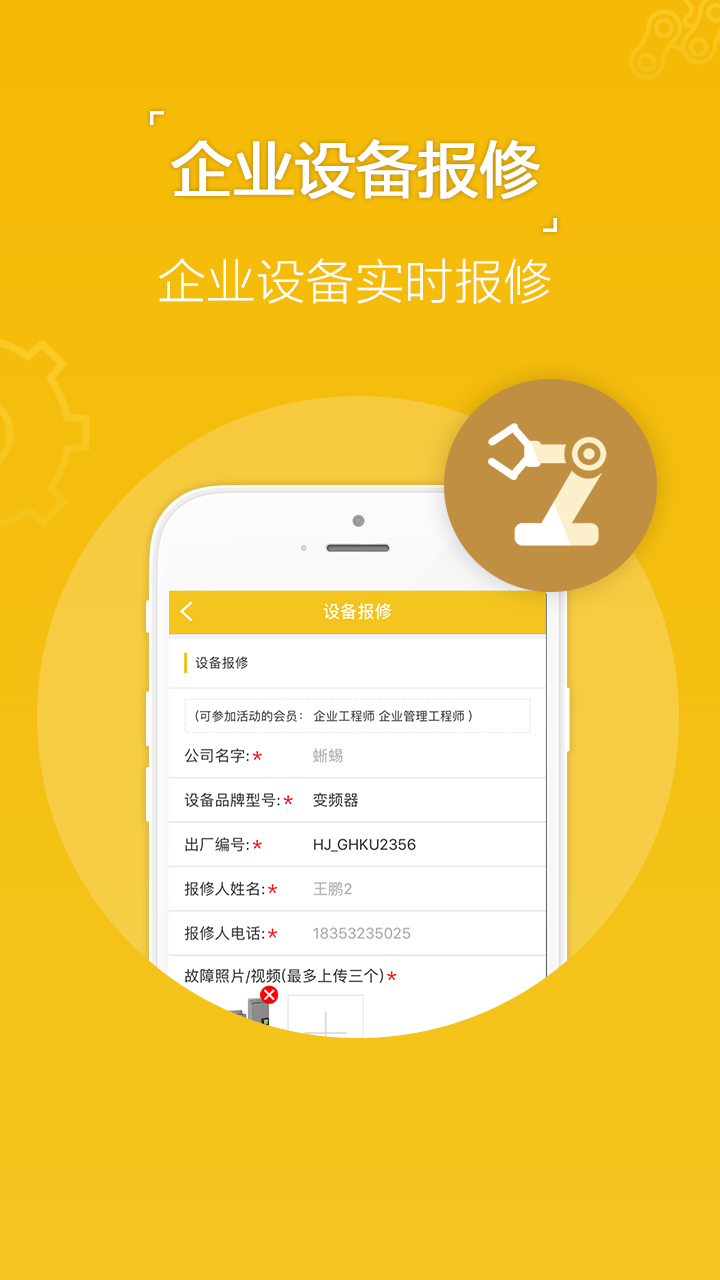 企业设备报修
企业设备实时报修
设备报修
设备报修
(可参加活动的会员： 企业工程师 企业管理工程师 )
公司名字:* 蜥蜴
设备品牌型号:* 变频器
出厂编号:* HJ_GHKU2356
报修人姓名:* 王鹏2
报修人电话:* 18353235025
故障照片/视频(最多上传三个)*